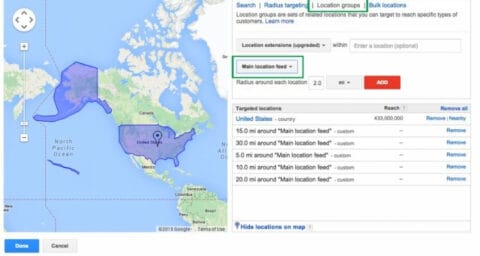 Search | Radius targeting | Location groups | Bulk locations
Location groups are sets of related locations that you can target to reach specific types of customers. Learn more
Location extensions (upgraded) within Enter a location (optional)
Main location feed
Radius around each location 2.0 mi ADD
Targeted locations Reach ? Remove all
United States - country 433,000,000 Remove | Nearby
15.0 mi around "Main location feed" - custom -- Remove
30.0 mi around "Main location feed" - custom -- Remove
5.0 mi around "Main location feed" - custom -- Remove
10.0 mi around "Main location feed" - custom -- Remove
20.0 mi around "Main location feed" - custom -- Remove
Hide locations on map ?
Canada
United States
North Pacific Ocean
Mexico
Venezuela
Colombia
Peru
©2015 Google - Terms of Use
Done Cancel